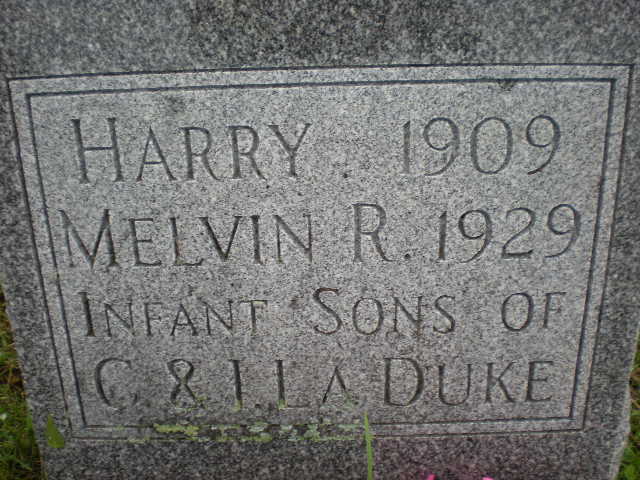 HARRY 1909
MELVIN R. 1929
INFANT SONS OF
C. & I. LA DUKE